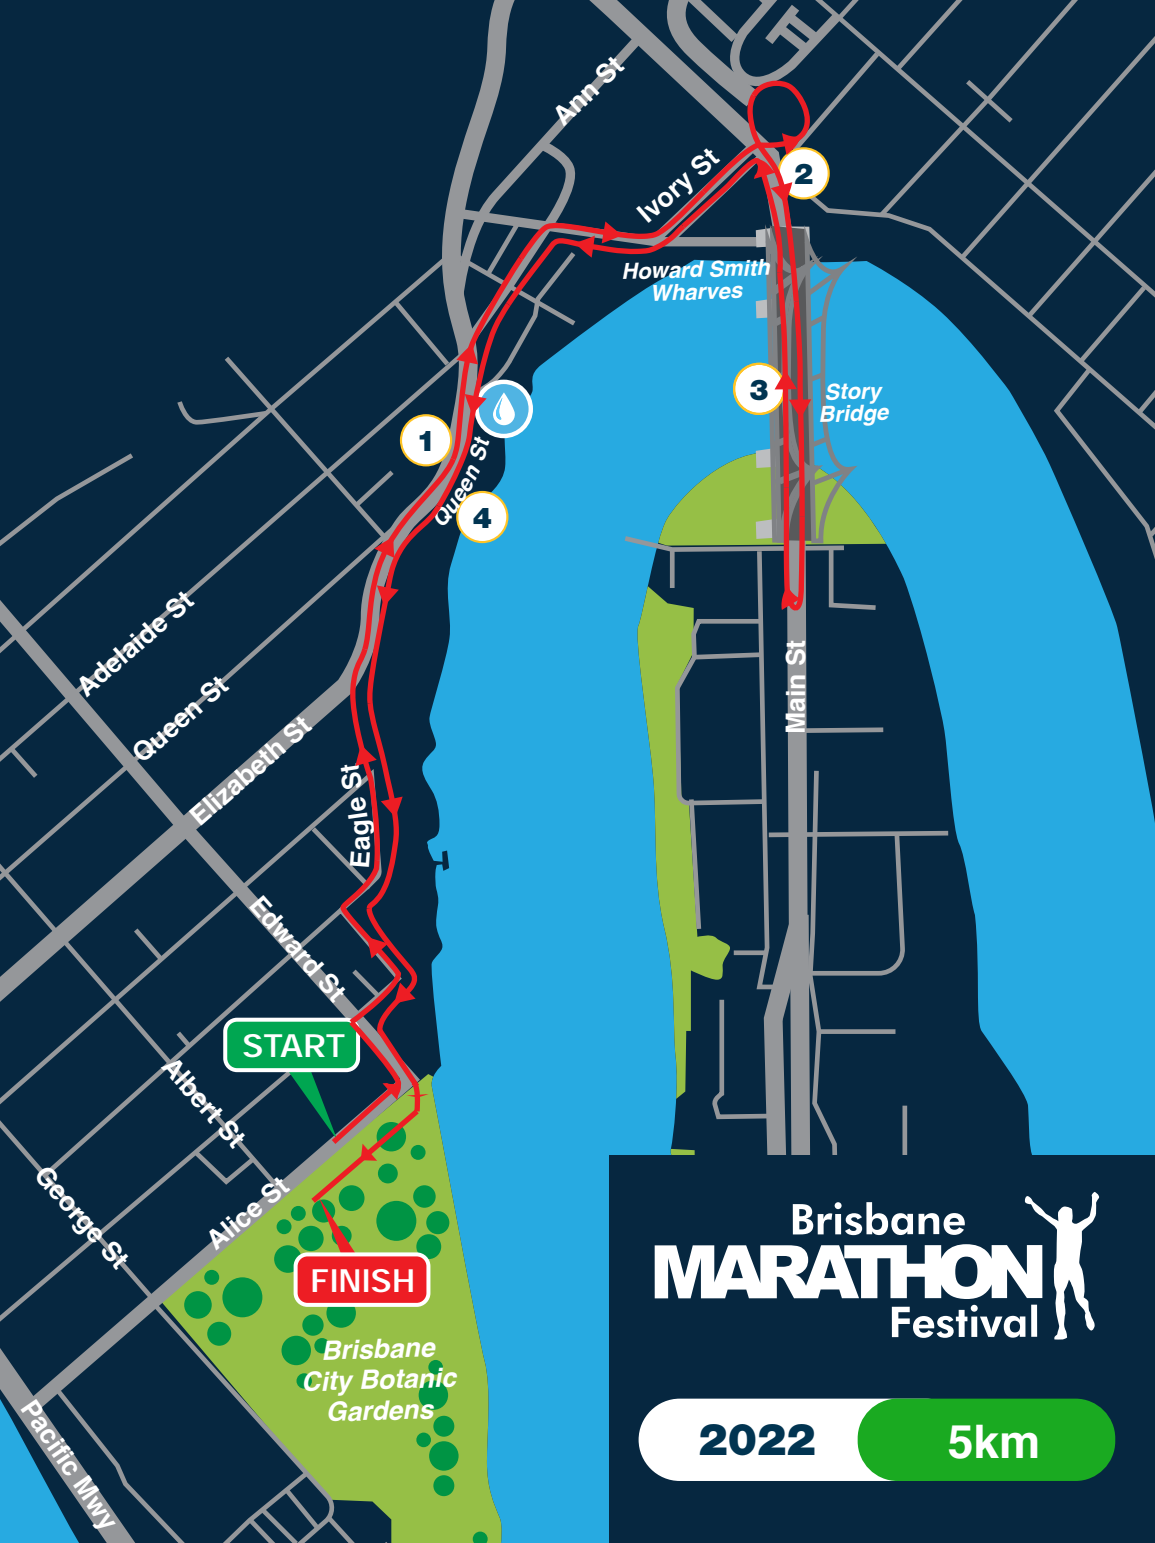 Ann St
Ivory St
2
Howard Smith
Wharves
3
Story
Bridge
1
Queen St
4
Adelaide St
Queen St
Elizabeth St
Main St
Eagle St
Edward St
START
Albert St
George St
Alice St
FINISH
Brisbane
City Botanic
Gardens
Pacific Mwy
Brisbane
MARATHON
Festival
2022
5km